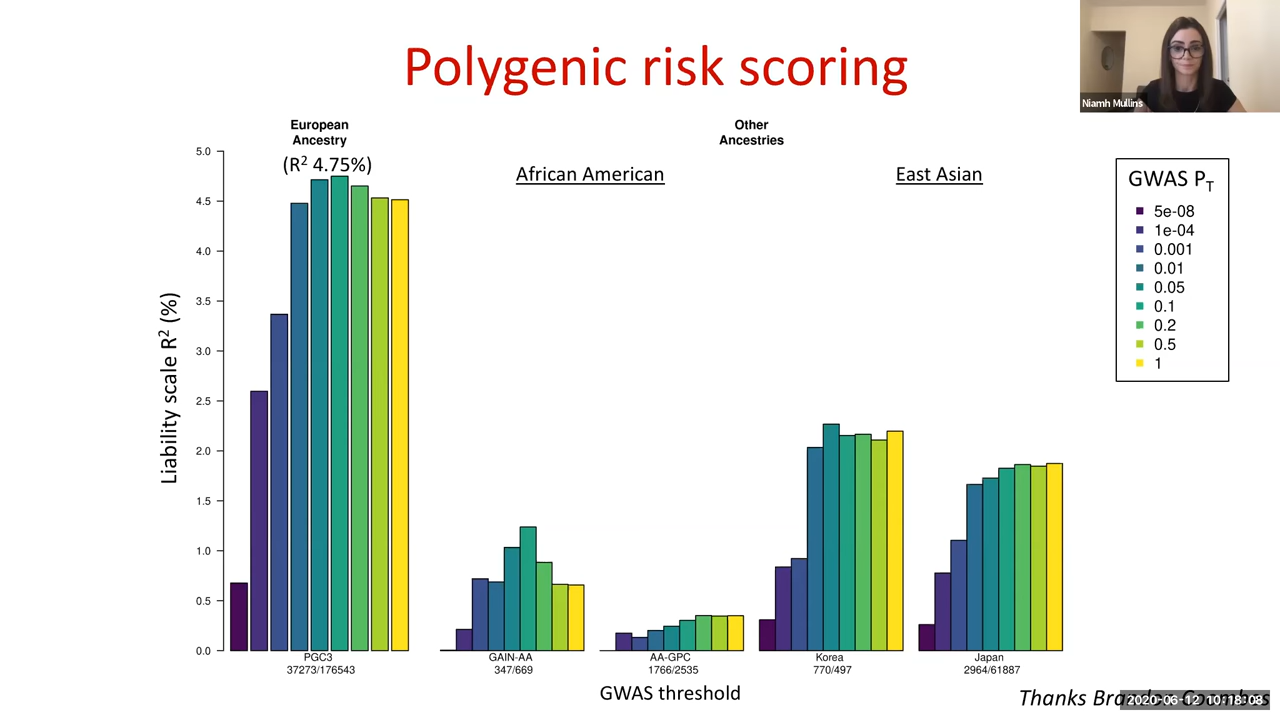 Polygenic risk scoring
Niamh Mullins
European
Ancestry
(R² 4.75%)
Other
Ancestries
African American
East Asian
GWAS P_T
5e-08
1e-04
0.001
0.01
0.05
0.1
0.2
0.5
1
Liability scale R² (%)
5.0
4.5
4.0
3.5
3.0
2.5
2.0
1.5
1.0
0.5
0.0
PGC3
37273/176543
GAIN-AA
347/669
AA-GPC
1766/2535
Korea
770/497
Japan
2964/61887
GWAS threshold
Thanks
2020-06-12 10:18:08